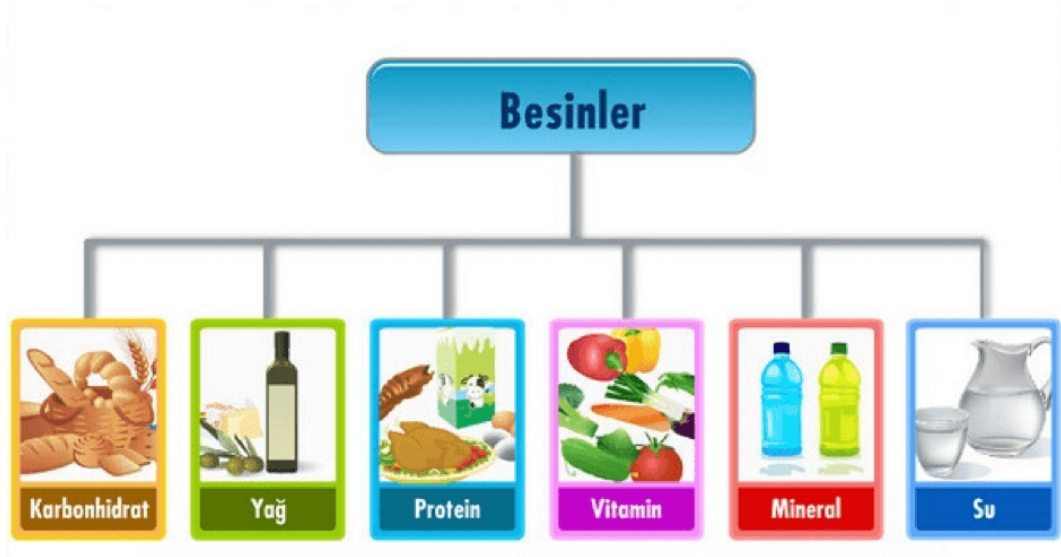 Besinler
Karbonhidrat
Yağ
Protein
Vitamin
Mineral
Su